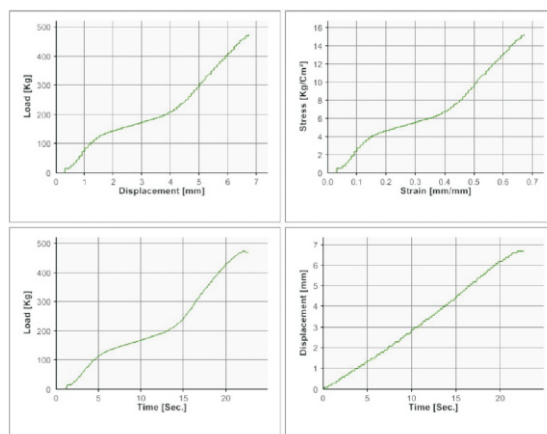 500
400
300
200
100
0
Load [Kg]
0 1 2 3 4 5 6 7
Displacement [mm]
16
14
12
10
8
6
4
2
0
Stress [Kg/Cm²]
0.0 0.1 0.2 0.3 0.4 0.5 0.6 0.7
Strain [mm/mm]
500
400
300
200
100
0
Load [Kg]
0 5 10 15 20
Time [Sec.]
7
6
5
4
3
2
1
0
Displacement [mm]
0 5 10 15 20
Time [Sec.]